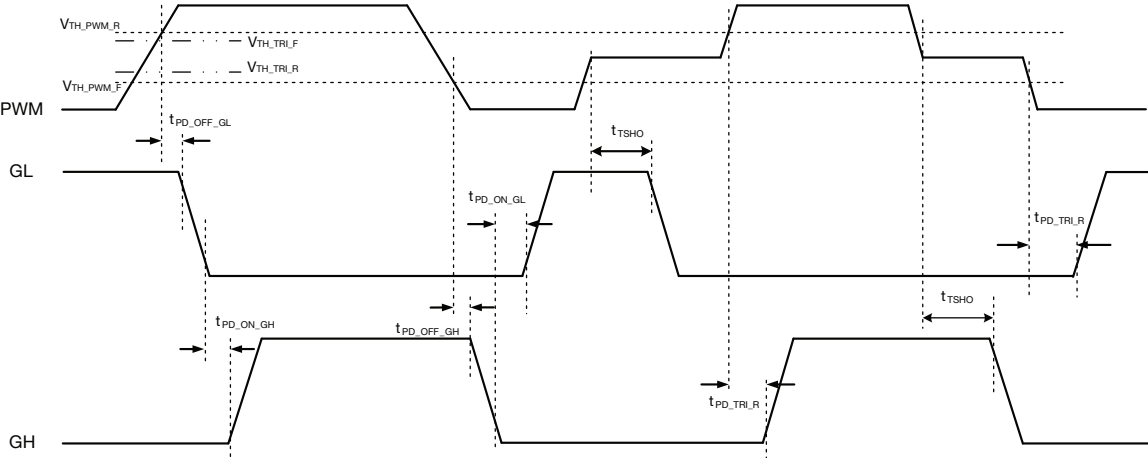 VTH_PWM_R
VTH_TRI_F
VTH_TRI_R
VTH_PWM_F
PWM
tPD_OFF_GL
tTSHO
GL
tPD_ON_GL
tPD_TRI_R
tTSHO
tPD_ON_GH
tPD_OFF_GH
tPD_TRI_R
GH